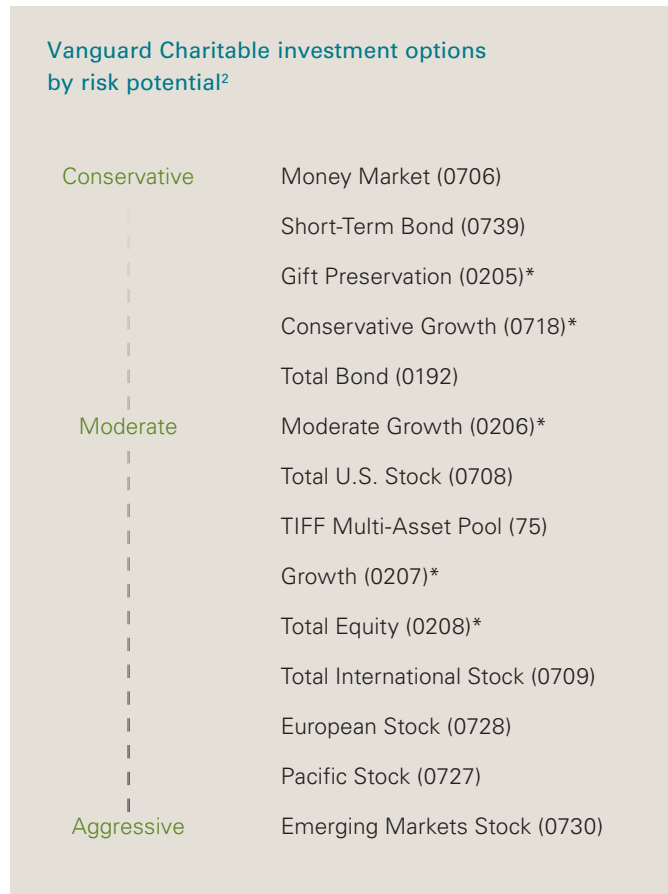 Vanguard Charitable investment options
by risk potential²
Conservative Money Market (0706)
Short-Term Bond (0739)
Gift Preservation (0205)*
Conservative Growth (0718)*
Total Bond (0192)
Moderate Moderate Growth (0206)*
Total U.S. Stock (0708)
TIFF Multi-Asset Pool (75)
Growth (0207)*
Total Equity (0208)*
Total International Stock (0709)
European Stock (0728)
Pacific Stock (0727)
Aggressive Emerging Markets Stock (0730)